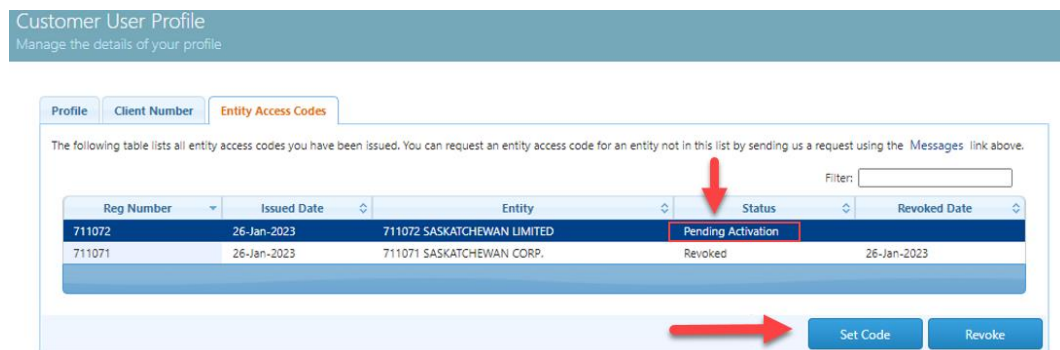 Customer User Profile
Manage the details of your profile
Profile Client Number Entity Access Codes
The following table lists all entity access codes you have been issued. You can request an entity access code for an entity not in this list by sending us a request using the Messages link above.
Filter:
Reg Number Issued Date Entity Status Revoked Date
711072 26-Jan-2023 711072 SASKATCHEWAN LIMITED Pending Activation
711071 26-Jan-2023 711071 SASKATCHEWAN CORP. Revoked 26-Jan-2023
Set Code Revoke